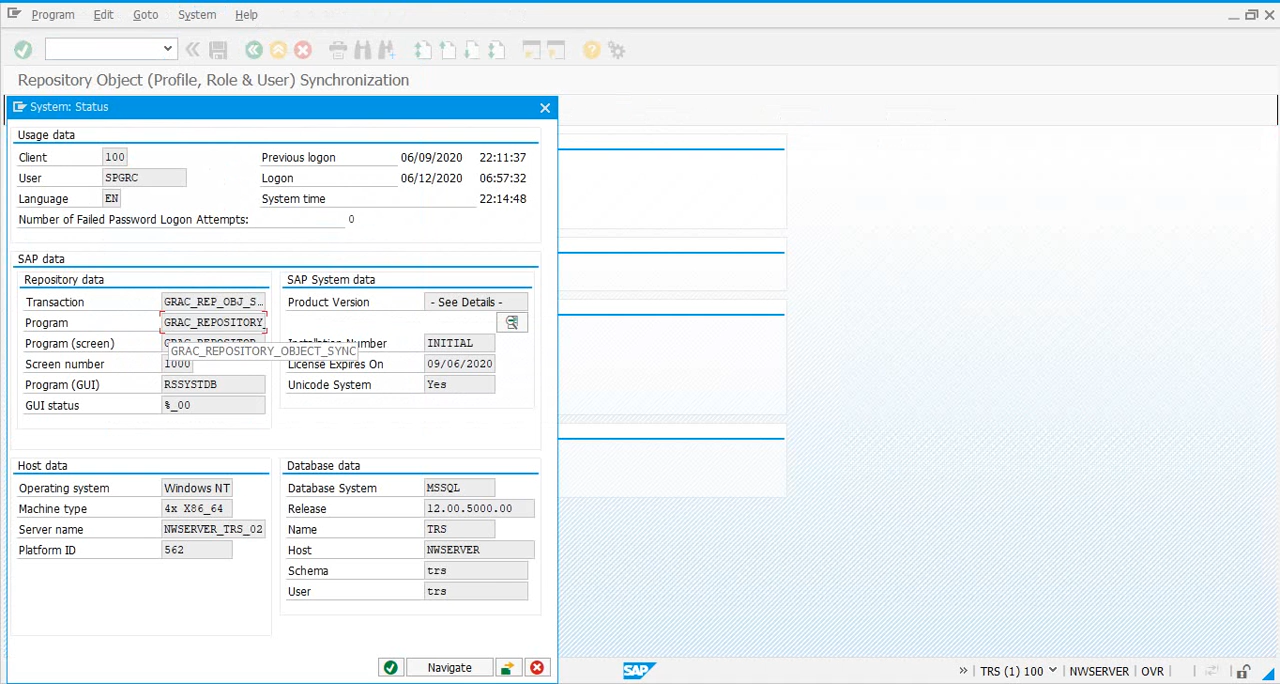 Program Edit Goto System Help
Repository Object (Profile, Role & User) Synchronization
System: Status
Usage data
Client 100 Previous logon 06/09/2020 22:11:37
User SPGRC Logon 06/12/2020 06:57:32
Language EN System time 22:14:48
Number of Failed Password Logon Attempts: 0
SAP data
Repository data SAP System data
Transaction GRAC_REP_OBJ_S... Product Version - See Details -
Program GRAC_REPOSITORY
Program (screen) Number INITIAL
GRAC_REPOSITORY_OBJECT_SYNC
Screen number 1000 License Expires On 09/06/2020
Program (GUI) RSSYSTDB Unicode System Yes
GUI status %_00
Host data Database data
Operating system Windows NT Database System MSSQL
Machine type 4x X86_64 Release 12.00.5000.00
Server name NWSERVER_TRS_02 Name TRS
Platform ID 562 Host NWSERVER
Schema trs
User trs
Navigate
SAP » TRS (1) 100 NWSERVER OVR